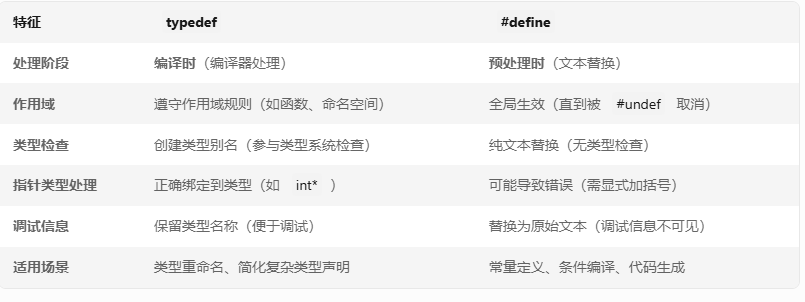 特征 typedef #define
处理阶段 编译时（编译器处理） 预处理时（文本替换）
作用域 遵守作用域规则（如函数、命名空间） 全局生效（直到被 #undef 取消）
类型检查 创建类型别名（参与类型系统检查） 纯文本替换（无类型检查）
指针类型处理 正确绑定到类型（如 int* ） 可能导致错误（需显式加括号）
调试信息 保留类型名称（便于调试） 替换为原始文本（调试信息不可见）
适用场景 类型重命名、简化复杂类型声明 常量定义、条件编译、代码生成